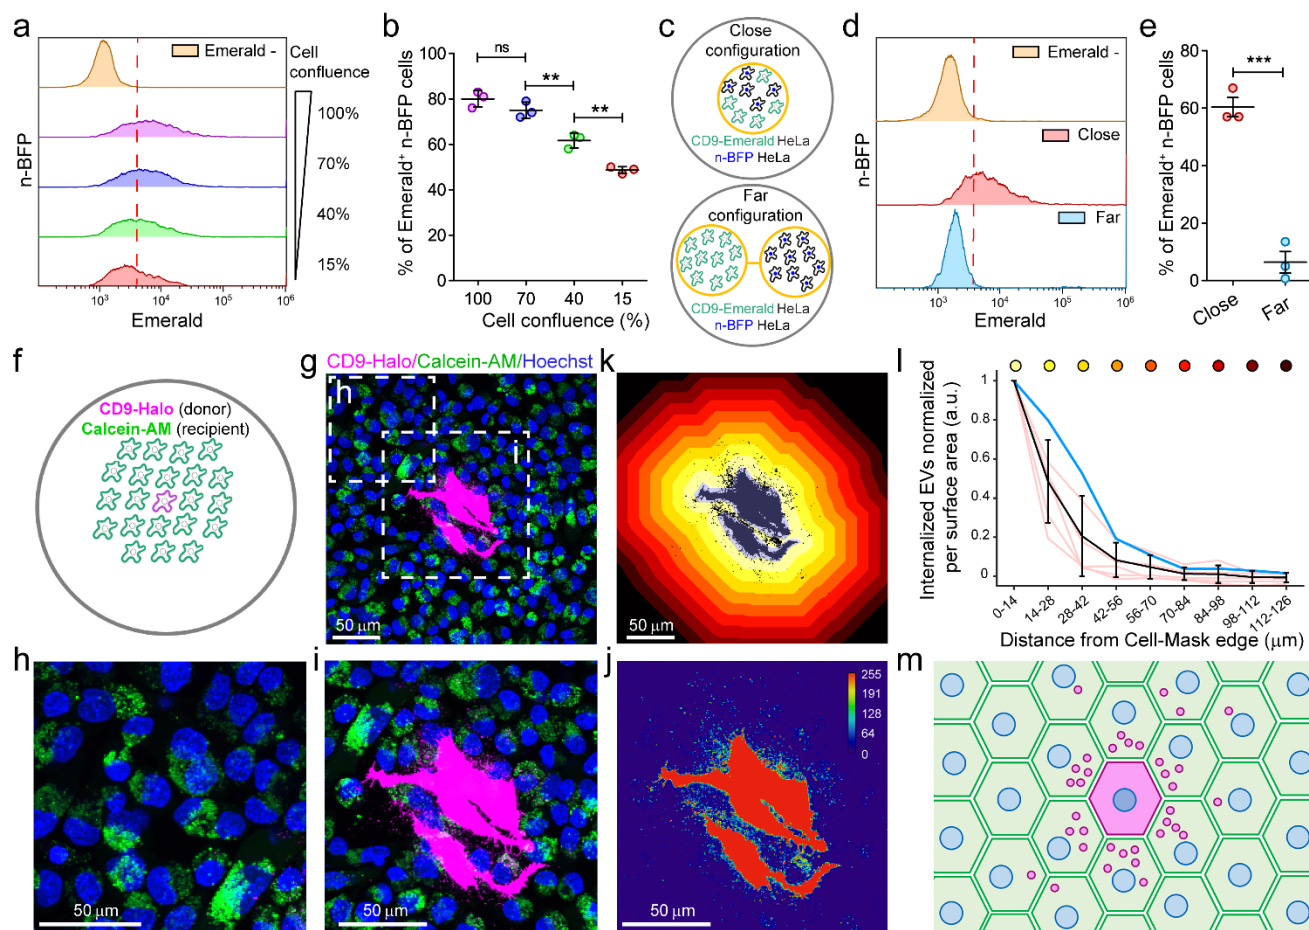 a
Emerald -
Cell
confluence
100%
70%
40%
15%
n-BFP
10³ 10⁴ 10⁵ 10⁶
Emerald
b
% of Emerald⁺ n-BFP cells
100
80
60
40
20
0
ns
**
**
100 70 40 15
Cell confluence (%)
c
Close
configuration
CD9-Emerald HeLa
n-BFP HeLa
Far
configuration
CD9-Emerald HeLa
n-BFP HeLa
d
Emerald -
Close
Far
n-BFP
10³ 10⁴ 10⁵ 10⁶
Emerald
e
% of Emerald⁺ n-BFP cells
80
60
40
20
0
***
Close
Far
f
CD9-Halo (donor)
Calcein-AM (recipient)
g
CD9-Halo/Calcein-AM/Hoechst
h
i
50 μm
k
50 μm
l
Internalized EVs normalized
per surface area (a.u.)
1
0.8
0.6
0.4
0.2
0
0-14
14-28
28-42
42-56
56-70
70-84
84-98
98-112
112-126
Distance from Cell-Mask edge (μm)
h
50 μm
i
50 μm
j
255
191
128
64
0
50 μm
m